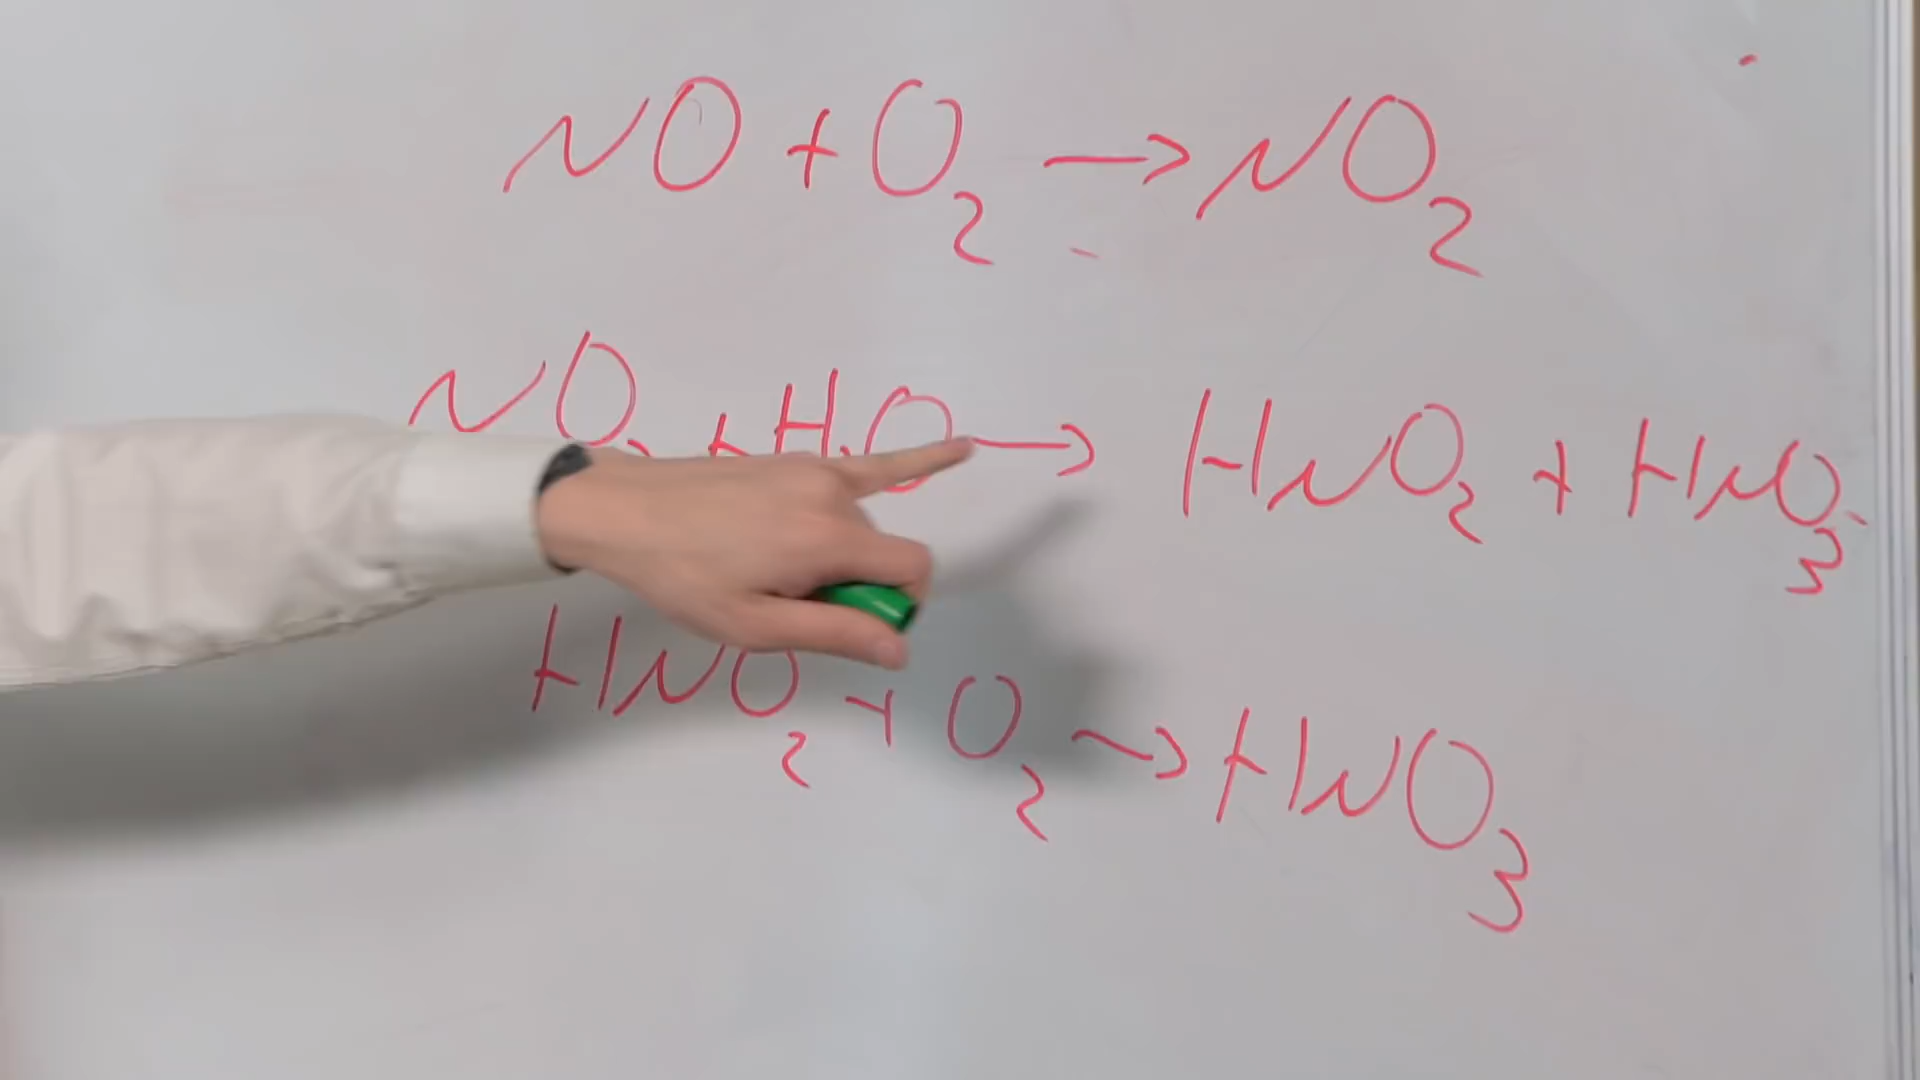 NO + O₂ → NO₂
NO₂ + H₂O → HNO₂ + HNO₃
HNO₂ + O₂ → HNO₃